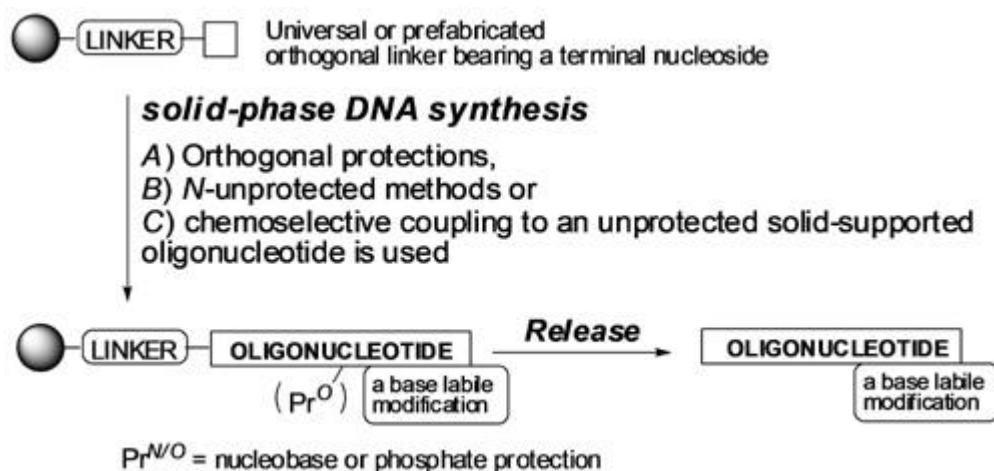 LINKER
Universal or prefabricated
orthogonal linker bearing a terminal nucleoside
solid-phase DNA synthesis
A) Orthogonal protections,
B) N-unprotected methods or
C) chemoselective coupling to an unprotected solid-supported
oligonucleotide is used
LINKER
OLIGONUCLEOTIDE
(Pr^O)
a base labile
modification
Release
OLIGONUCLEOTIDE
a base labile
modification
Pr^N/O = nucleobase or phosphate protection